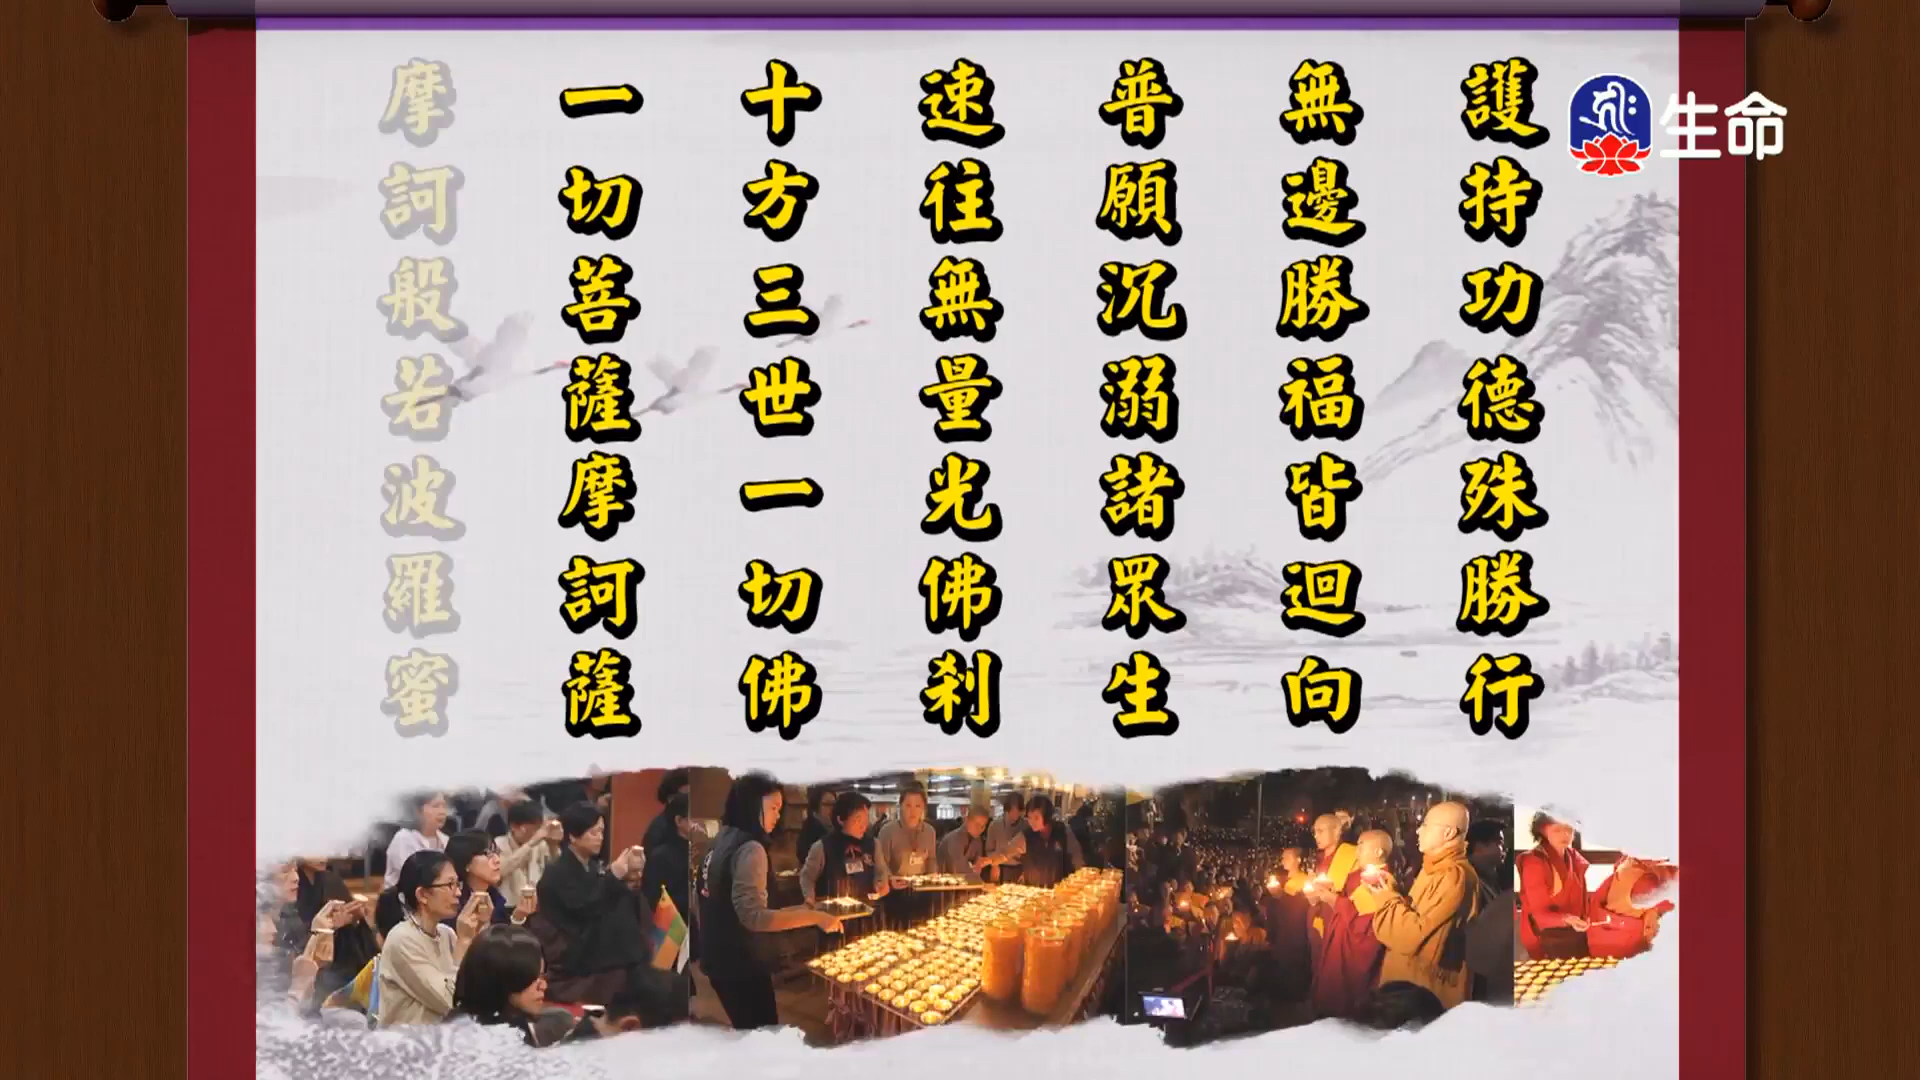 護持功德殊勝行
無邊勝福皆迴向
普願沉溺諸眾生
速往無量光佛剎
十方三世一切佛
一切菩薩摩訶薩
摩訶般若波羅蜜
生命